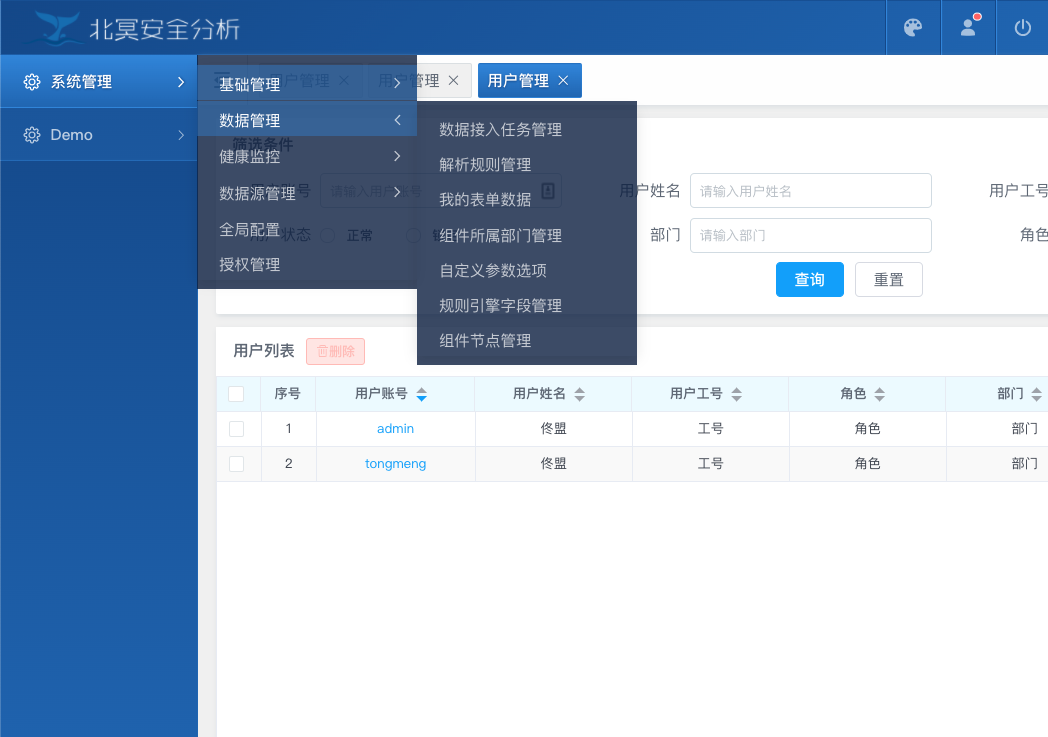 北冥安全分析
系统管理
Demo
用户管理
用户管理
用户管理
基础管理
数据管理
健康监控
数据源管理
全局配置
授权管理
数据接入任务管理
解析规则管理
我的表单数据
组件所属部门管理
自定义参数选项
规则引擎字段管理
组件节点管理
筛选条件
请输入用户账号
用户姓名 请输入用户姓名
用户工号
用户状态 正常
部门 请输入部门
角色
查询 重置
用户列表 删除
序号 用户账号 用户姓名 用户工号 角色 部门
1 admin 佟盟 工号 角色 部门
2 tongmeng 佟盟 工号 角色 部门